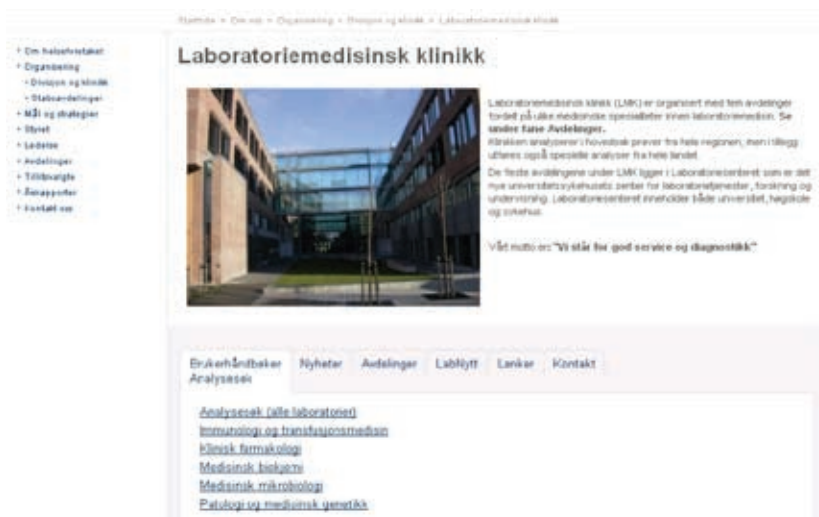 Startside > Om oss > Organisering > Divisjon og klinikk > Laboratoriemedisinsk klinikk
Om helseforetaket
Organisering
Divisjon og klinikk
Stabsavdelinger
Mål og strategier
Styret
Ledelse
Avdelinger
Tillitsvalgte
Årsrapporter
Kontakt oss
Laboratoriemedisinsk klinikk
Laboratoriemedisinsk klinikk (LMK) er organisert med fem avdelinger
fordelt på ulike medisinske spesialiteter innen laboratoriemedisin. Se
under fane Avdelinger.
Klinikken analyserer i hovedsak prøver fra hele regionen, men i tillegg
utføres også spesielle analyser fra hele landet.
De fleste avdelingene under LMK ligger i Laboratoriesenteret som er det
nye universitetssykehusets senter for laboratorietjenester, forskning og
undervisning. Laboratoriesenteret inneholder både universitet, høgskole
og sykehus.
Vårt motto er: "Vi står for god service og diagnostikk"
Brukerhåndbøker Nyheter Avdelinger LabNytt Lenker Kontakt
Analysesøk
Analysesøk (alle laboratorier)
Immunologi og transfusjonsmedisin
Klinisk farmakologi
Medisinsk biokjemi
Medisinsk mikrobiologi
Patologi og medisinsk genetikk